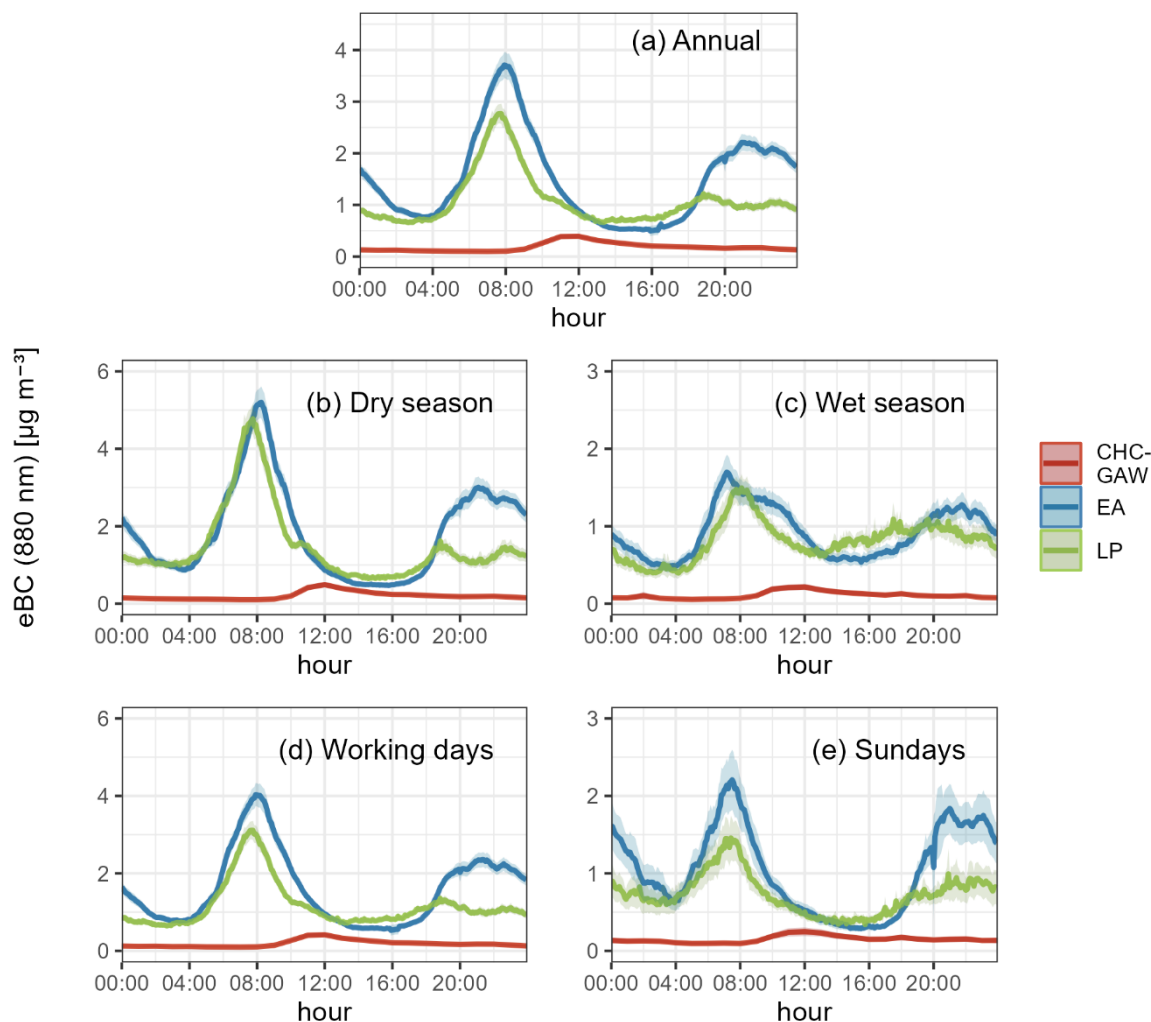 (a) Annual
4
3
2
1
0
00:00 04:00 08:00 12:00 16:00 20:00
hour
eBC (880 nm) [µg m⁻³]
(b) Dry season
6
4
2
0
00:00 04:00 08:00 12:00 16:00 20:00
hour
(c) Wet season
3
2
1
0
00:00 04:00 08:00 12:00 16:00 20:00
hour
CHC-
GAW
EA
LP
(d) Working days
6
4
2
0
00:00 04:00 08:00 12:00 16:00 20:00
hour
(e) Sundays
3
2
1
0
00:00 04:00 08:00 12:00 16:00 20:00
hour